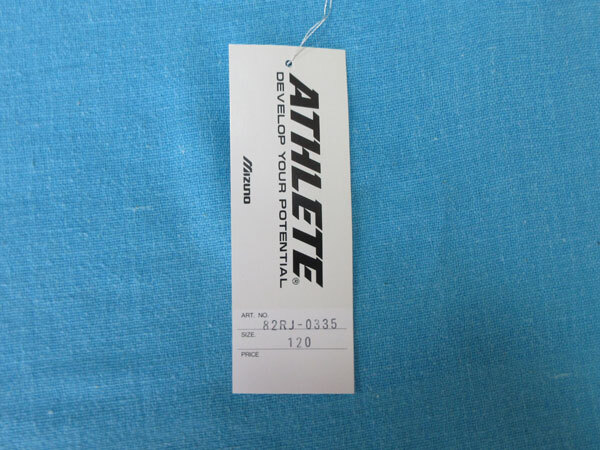 ATHLETE®
DEVELOP YOUR POTENTIAL
MIZUNO
ART. NO. 82RJ-0335
SIZE. 120
PRICE